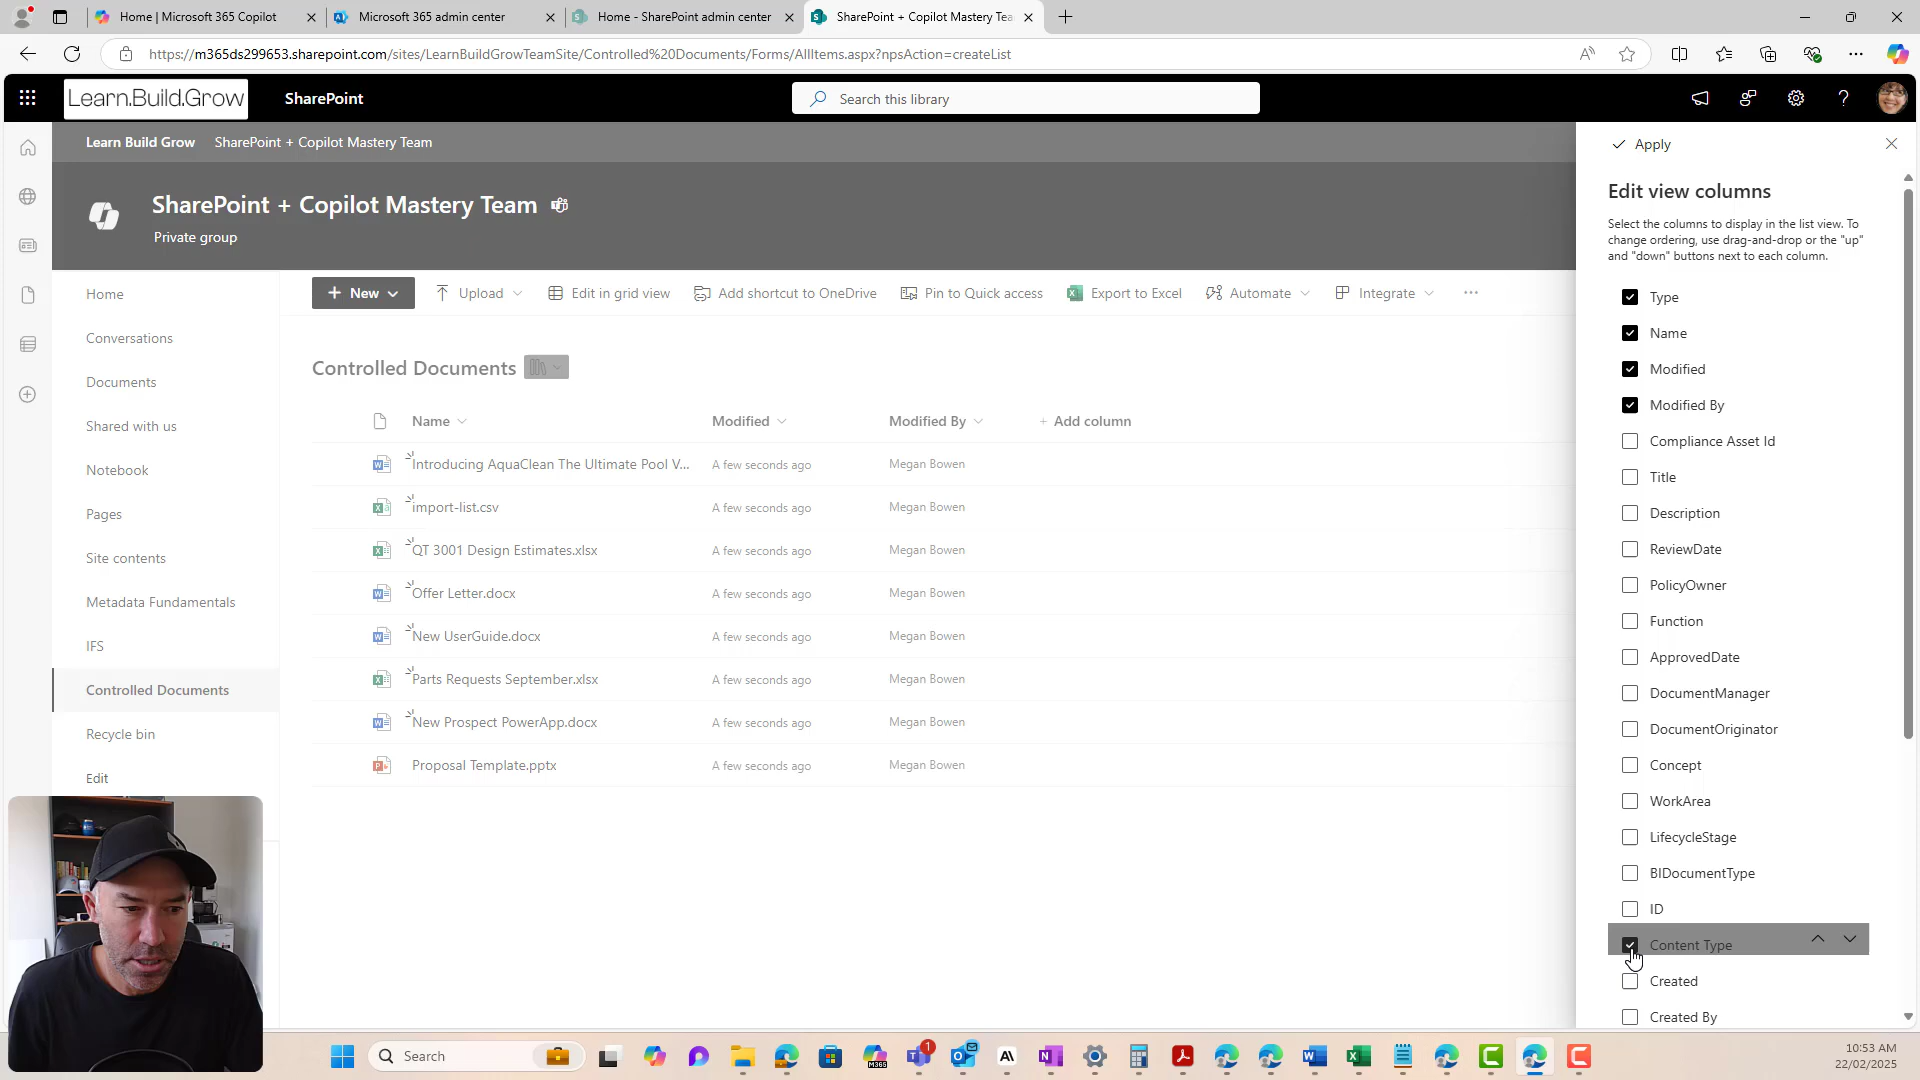 Home | Microsoft 365 Copilot
Microsoft 365 admin center
Home - SharePoint admin center
SharePoint + Copilot Mastery Tea
https://m365ds299653.sharepoint.com/sites/LearnBuildGrowTeamSite/Controlled%20Documents/Forms/AllItems.aspx?npsAction=createList
Learn.Build.Grow
SharePoint
Search this library
Learn Build Grow
SharePoint + Copilot Mastery Team
SharePoint + Copilot Mastery Team
Private group
Home
Conversations
Documents
Shared with us
Notebook
Pages
Site contents
Metadata Fundamentals
IFS
Controlled Documents
Recycle bin
Edit
New
Upload
Edit in grid view
Add shortcut to OneDrive
Pin to Quick access
Export to Excel
Automate
Integrate
Controlled Documents
Name
Modified
Modified By
+ Add column
Introducing AquaClean The Ultimate Pool V... A few seconds ago Megan Bowen
import-list.csv A few seconds ago Megan Bowen
QT 3001 Design Estimates.xlsx A few seconds ago Megan Bowen
Offer Letter.docx A few seconds ago Megan Bowen
New UserGuide.docx A few seconds ago Megan Bowen
Parts Requests September.xlsx A few seconds ago Megan Bowen
New Prospect PowerApp.docx A few seconds ago Megan Bowen
Proposal Template.pptx A few seconds ago Megan Bowen
Apply
Edit view columns
Select the columns to display in the list view. To
change ordering, use drag-and-drop or the "up"
and "down" buttons next to each column.
Type
Name
Modified
Modified By
Compliance Asset Id
Title
Description
ReviewDate
PolicyOwner
Function
ApprovedDate
DocumentManager
DocumentOriginator
Concept
WorkArea
LifecycleStage
BIDocumentType
ID
Content Type
Created
Created By
Search
M365
1
10:53 AM
22/02/2025